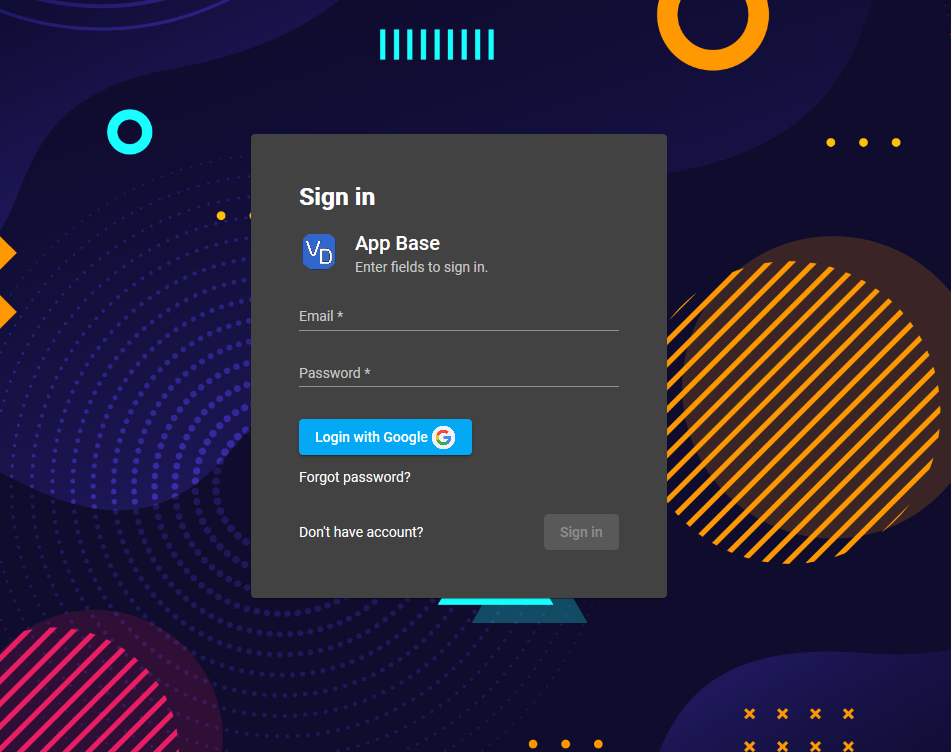 Sign in
VD
App Base
Enter fields to sign in.
Email *
Password *
Login with Google G
Forgot password?
Don't have account?
Sign in